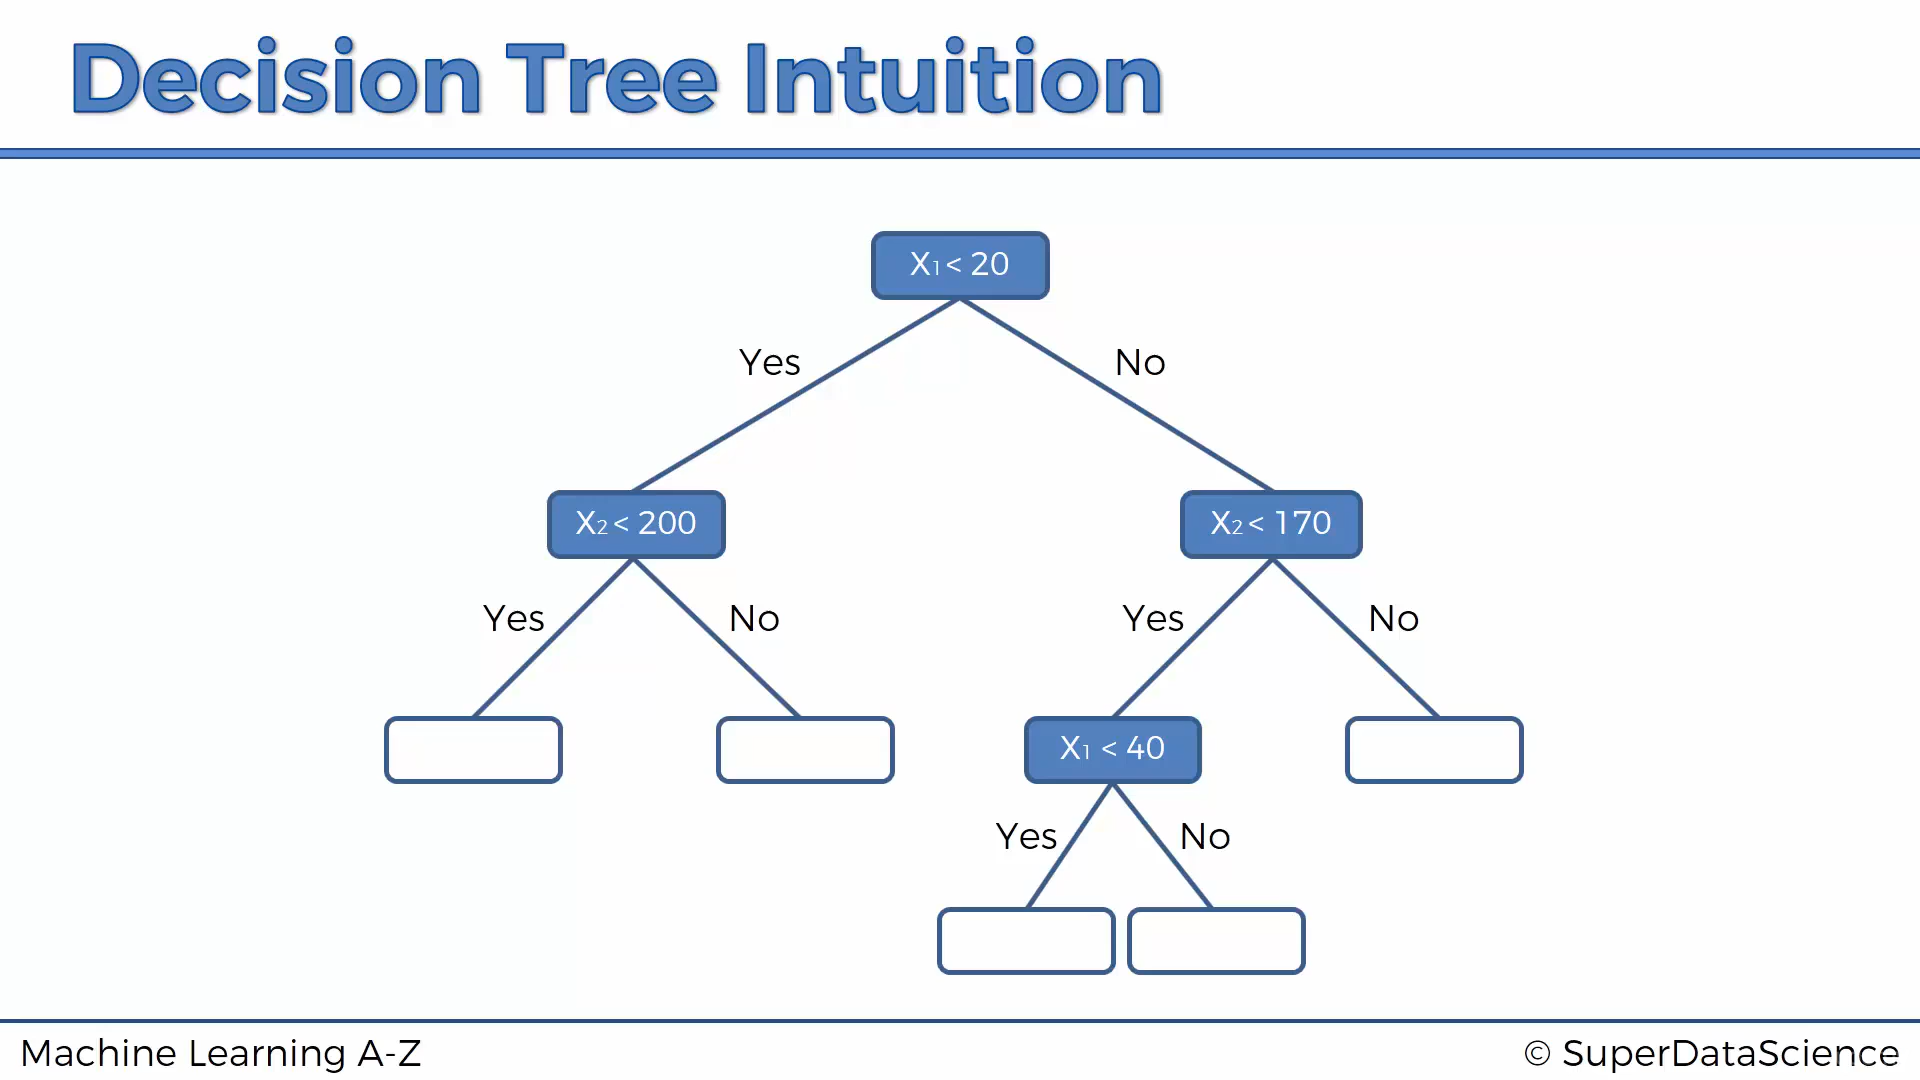 Decision Tree Intuition
X₁ < 20
Yes
No
X₂ < 200
X₂ < 170
Yes
No
Yes
No
X₁ < 40
Yes
No
Machine Learning A-Z
© SuperDataScience